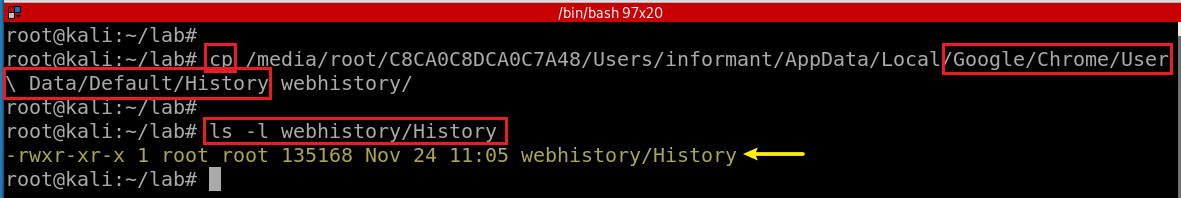 /bin/bash 97x20
root@kali:~/lab#
root@kali:~/lab# cp /media/root/C8CA0C8DCA0C7A48/Users/informant/AppData/Local/Google/Chrome/User
\ Data/Default/History webhistory/
root@kali:~/lab#
root@kali:~/lab# ls -l webhistory/History
-rwxr-xr-x 1 root root 135168 Nov 24 11:05 webhistory/History
root@kali:~/lab#